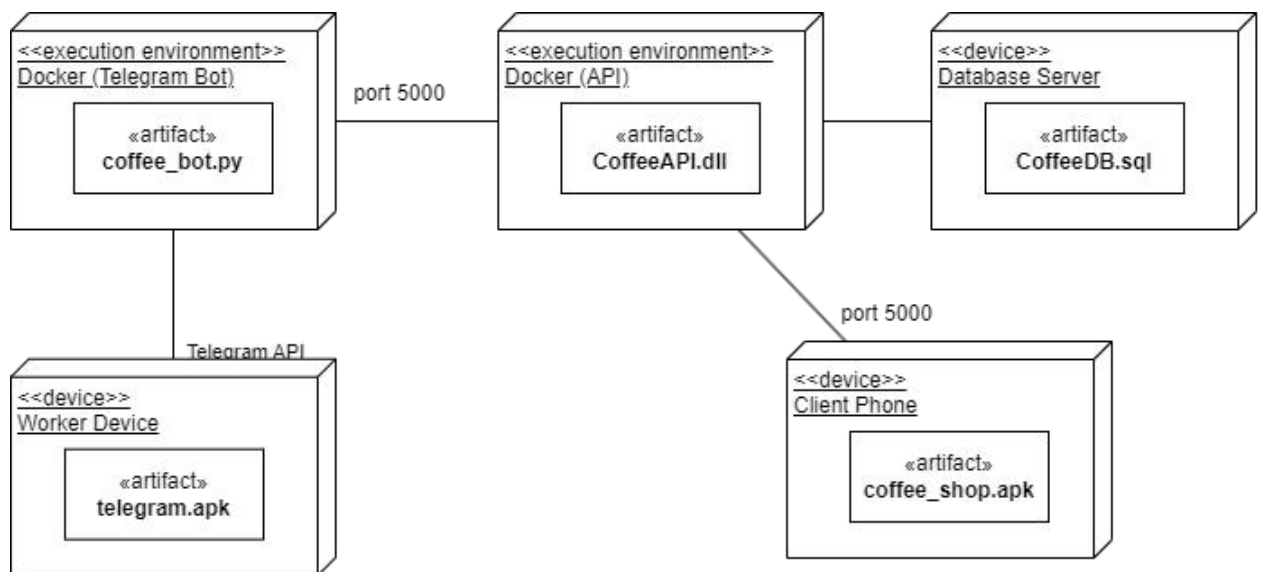 <<execution environment>>
Docker (Telegram Bot)
«artifact»
coffee_bot.py
port 5000
<<execution environment>>
Docker (API)
«artifact»
CoffeeAPI.dll
<<device>>
Database Server
«artifact»
CoffeeDB.sql
Telegram API
port 5000
<<device>>
Worker Device
«artifact»
telegram.apk
<<device>>
Client Phone
«artifact»
coffee_shop.apk